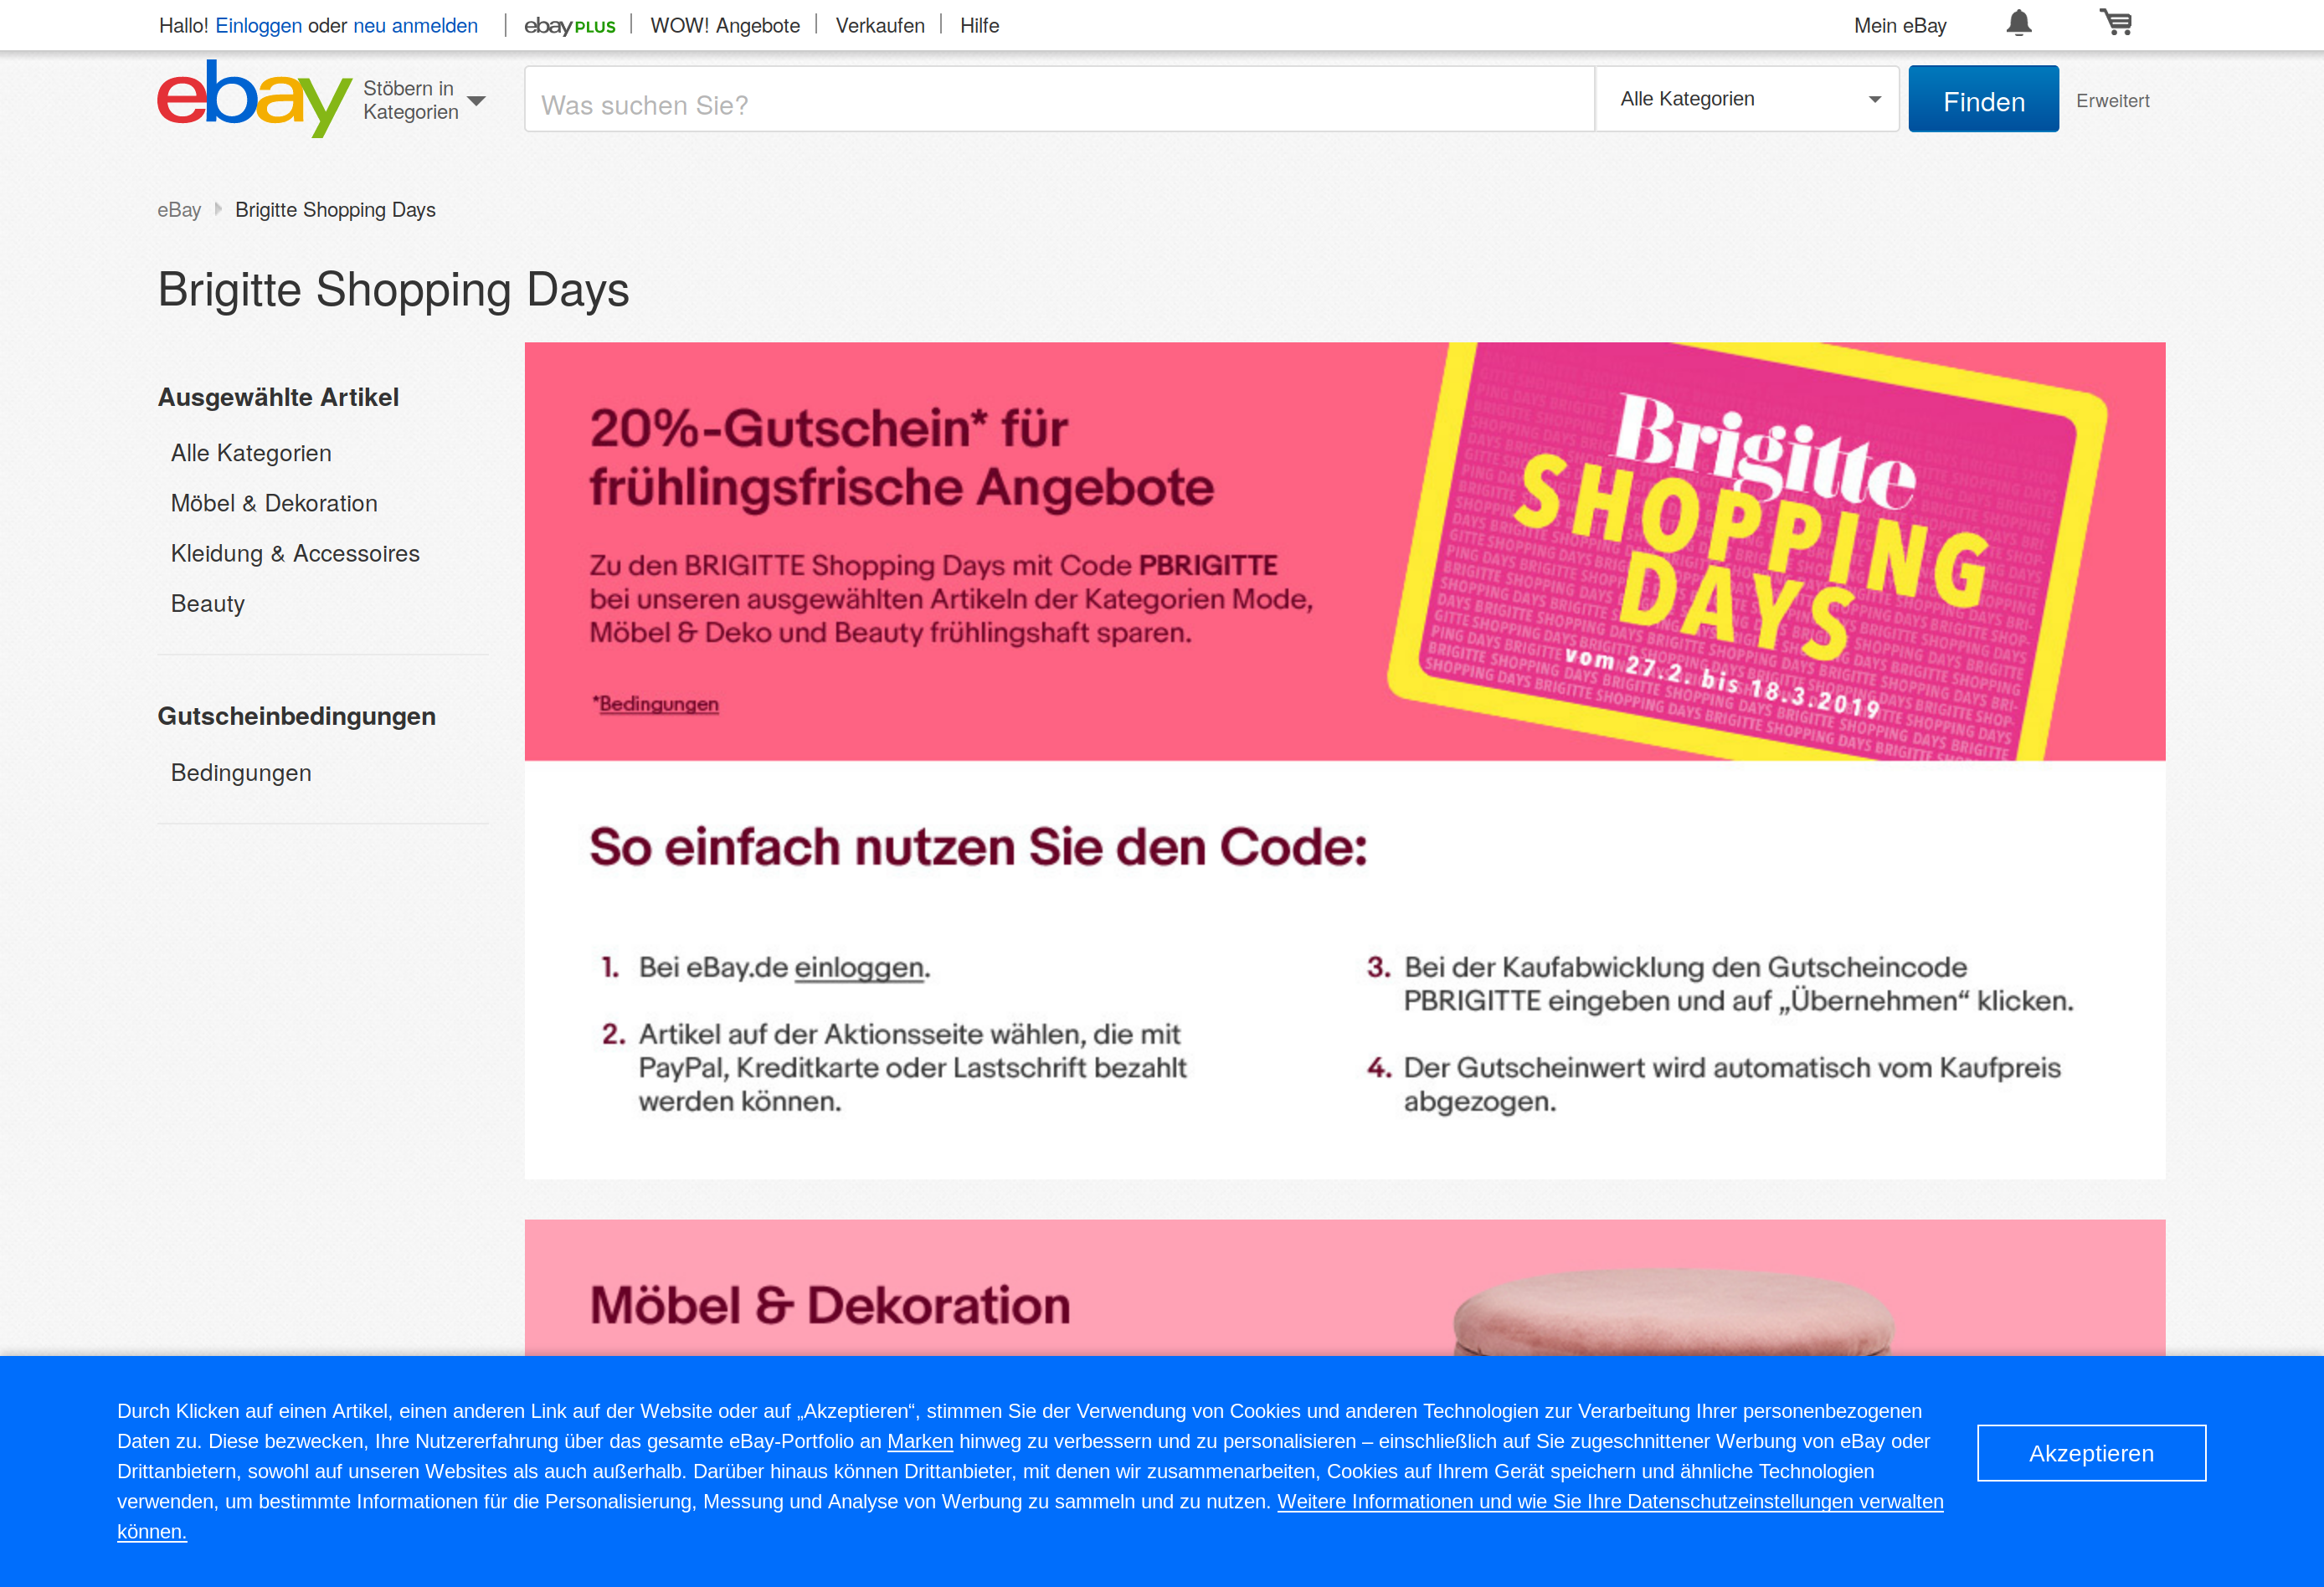 Hallo! Einloggen oder neu anmelden
ebay PLUS
WOW! Angebote
Verkaufen
Hilfe
Mein eBay
ebay
Stöbern in
Kategorien
Was suchen Sie?
Alle Kategorien
Finden
Erweitert
eBay
Brigitte Shopping Days
Brigitte Shopping Days
Ausgewählte Artikel
Alle Kategorien
Möbel & Dekoration
Kleidung & Accessoires
Beauty
Gutscheinbedingungen
Bedingungen
20%-Gutschein* für
frühlingsfrische Angebote
Zu den BRIGITTE Shopping Days mit Code PBRIGITTE
bei unseren ausgewählten Artikeln der Kategorien Mode,
Möbel & Deko und Beauty frühlingshaft sparen.
*Bedingungen
Brigitte
SHOPPING
DAYS
vom 27.2. bis 18.3.2019
So einfach nutzen Sie den Code:
1. Bei eBay.de einloggen.
2. Artikel auf der Aktionsseite wählen, die mit
PayPal, Kreditkarte oder Lastschrift bezahlt
werden können.
3. Bei der Kaufabwicklung den Gutscheincode
PBRIGITTE eingeben und auf „Übernehmen“ klicken.
4. Der Gutscheinwert wird automatisch vom Kaufpreis
abgezogen.
Möbel & Dekoration
Durch Klicken auf einen Artikel, einen anderen Link auf der Website oder auf „Akzeptieren“, stimmen Sie der Verwendung von Cookies und anderen Technologien zur Verarbeitung Ihrer personenbezogenen
Daten zu. Diese bezwecken, Ihre Nutzererfahrung über das gesamte eBay-Portfolio an Marken hinweg zu verbessern und zu personalisieren – einschließlich auf Sie zugeschnittener Werbung von eBay oder
Drittanbietern, sowohl auf unseren Websites als auch außerhalb. Darüber hinaus können Drittanbieter, mit denen wir zusammenarbeiten, Cookies auf Ihrem Gerät speichern und ähnliche Technologien
verwenden, um bestimmte Informationen für die Personalisierung, Messung und Analyse von Werbung zu sammeln und zu nutzen. Weitere Informationen und wie Sie Ihre Datenschutzeinstellungen verwalten
können.
Akzeptieren